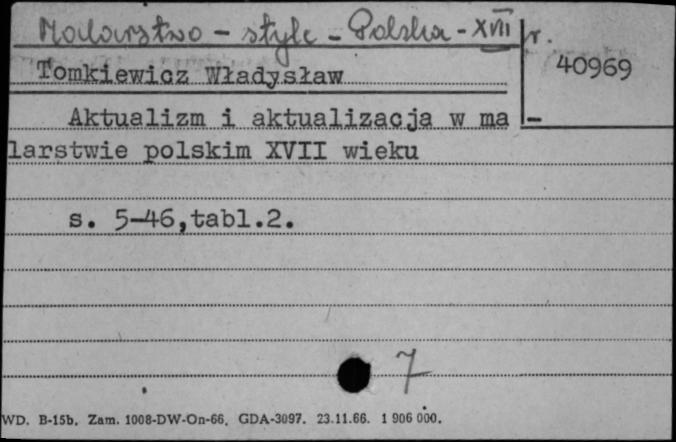 Malarstwo - style - Polska - XVII w.
Tomkiewicz Władysław
40969
Aktualizm i aktualizacja w ma-
larstwie polskim XVII wieku
s. 5-46,tabl.2.
7
WD. B-15b. Zam. 1008-DW-On-66. GDA-3097. 23.11.66. 1 906 000.